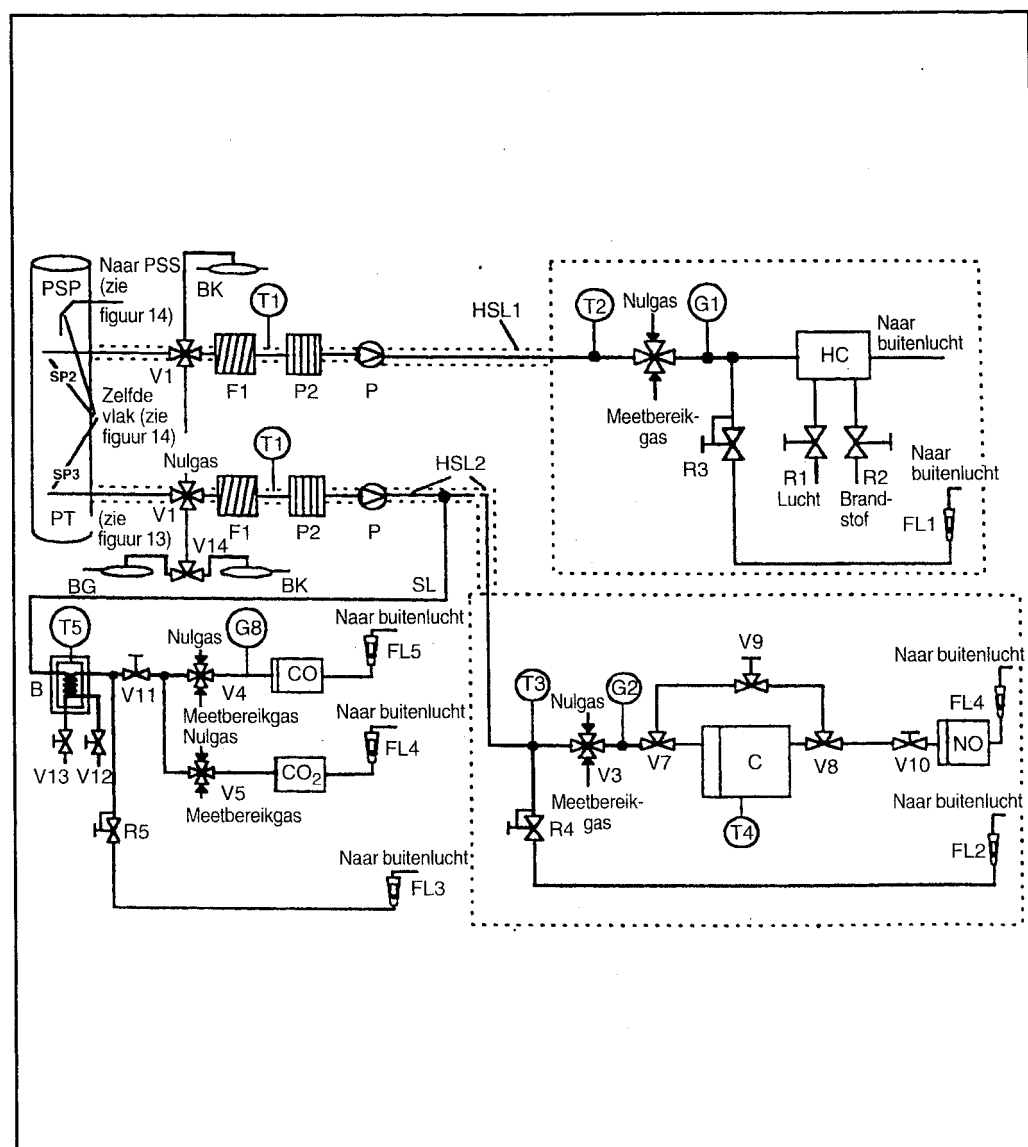 Naar PSS
(zie
figuur 14)
PSP
BK
T1
HSL1
T2
Nulgas
G1
Naar
buitenlucht
HC
V1
F1
P2
P
SP2
Zelfde
vlak (zie
figuur 14)
Meetbereik-
gas
R3
R1
Lucht
R2
Brand-
stof
Naar
buitenlucht
FL1
SP3
Nulgas
T1
HSL2
PT
(zie
figuur 13)
V1
F1
P2
P
V14
BG
BK
SL
T5
Nulgas
G8
Naar buitenlucht
FL5
B
V11
V4
CO
Meetbereikgas
Nulgas
Naar buitenlucht
FL4
V13
V12
V5
CO2
Meetbereikgas
R5
Naar buitenlucht
FL3
V9
Naar buitenlucht
FL4
T3
Nulgas
G2
C
NO
V3
V7
V8
V10
Meetbereik-
gas
R4
T4
Naar buitenlucht
FL2